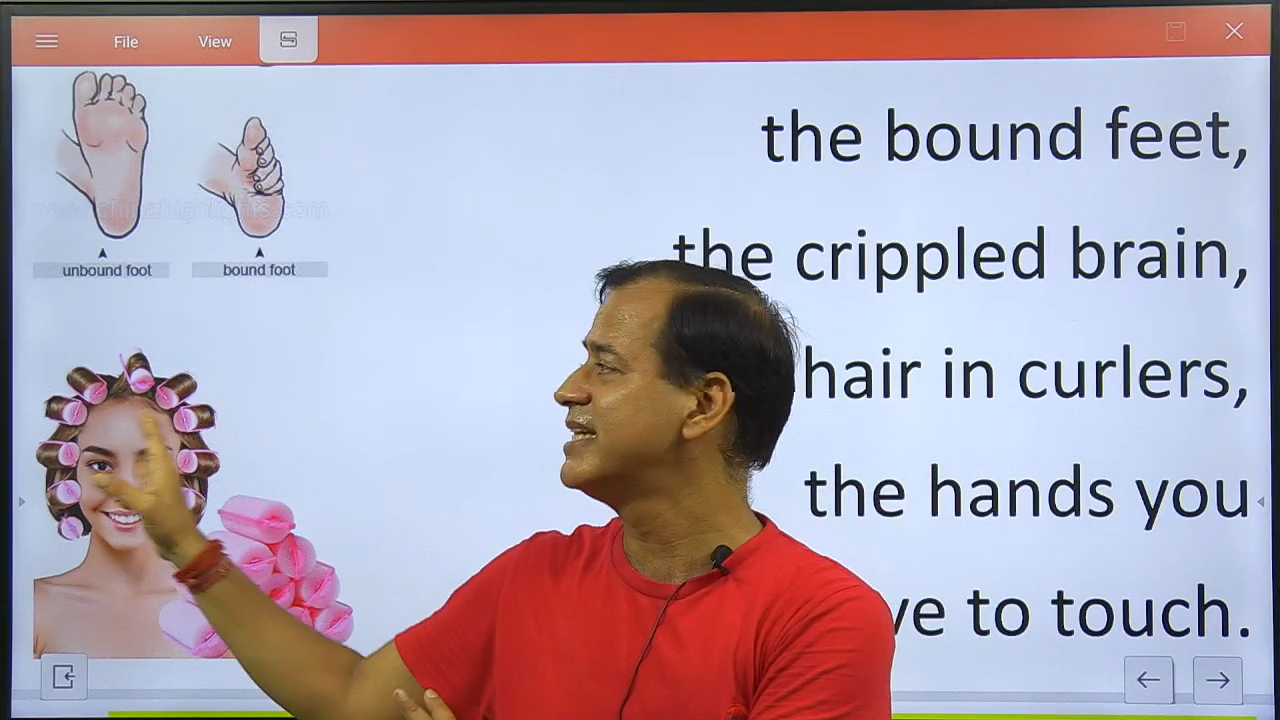 File View
the bound feet,
the crippled brain,
hair in curlers,
the hands you
to touch.
unbound foot bound foot